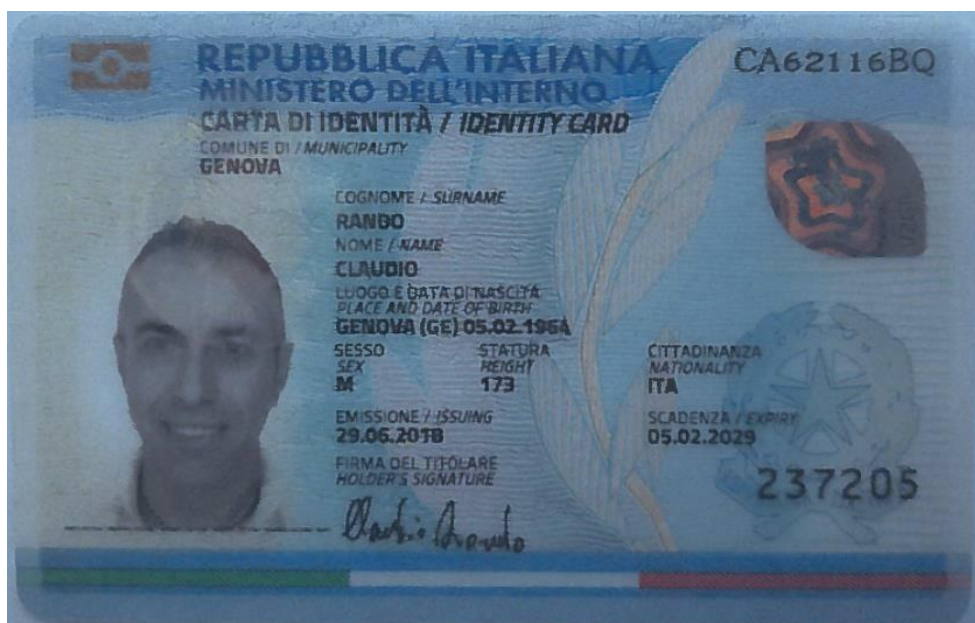 REPUBBLICA ITALIANA
CA62116BQ
MINISTERO DELL'INTERNO
CARTA DI IDENTITÀ / IDENTITY CARD
COMUNE DI / MUNICIPALITY
GENOVA
COGNOME / SURNAME
RANDO
NOME / NAME
CLAUDIO
LUOGO E DATA DI NASCITA
PLACE AND DATE OF BIRTH
GENOVA (GE) 05.02.1964
SESSO STATURA CITTADINANZA
SEX HEIGHT NATIONALITY
M 173 ITA
EMISSIONE / ISSUING SCADENZA / EXPIRY
29.06.2018 05.02.2029
FIRMA DEL TITOLARE
HOLDER'S SIGNATURE
237205
Claudio Rando